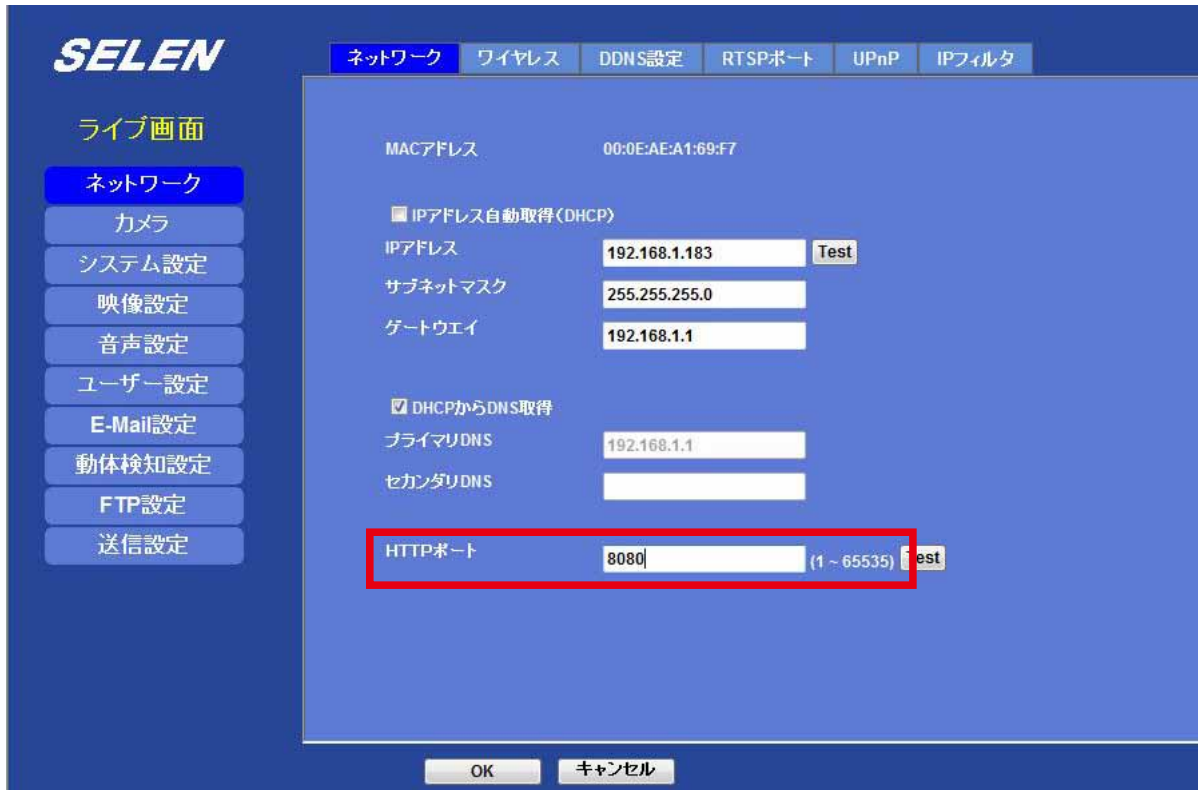 SELEN
ネットワーク ワイヤレス DDNS設定 RTSPポート UPnP IPフィルタ
ライブ画面
ネットワーク
カメラ
システム設定
映像設定
音声設定
ユーザー設定
E-Mail設定
動体検知設定
FTP設定
送信設定
MACアドレス 00:0E:AE:A1:69:F7
IPアドレス自動取得(DHCP)
IPアドレス 192.168.1.183 Test
サブネットマスク 255.255.255.0
ゲートウエイ 192.168.1.1
DHCPからDNS取得
プライマリDNS 192.168.1.1
セカンダリDNS
HTTPポート 8080 (1 ~ 65535) Test
OK キャンセル